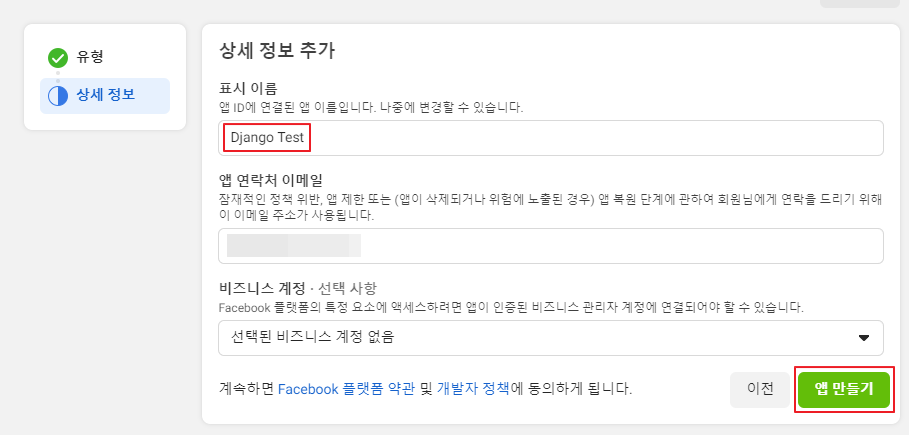 유형
상세 정보
상세 정보 추가
표시 이름
앱 ID에 연결된 앱 이름입니다. 나중에 변경할 수 있습니다.
Django Test
앱 연락처 이메일
잠재적인 정책 위반, 앱 제한 또는 (앱이 삭제되거나 위험에 노출된 경우) 앱 복원 단계에 관하여 회원님에게 연락을 드리기 위해
이 이메일 주소가 사용됩니다.
비즈니스 계정 · 선택 사항
Facebook 플랫폼의 특정 요소에 액세스하려면 앱이 인증된 비즈니스 관리자 계정에 연결되어야 할 수 있습니다.
선택된 비즈니스 계정 없음
계속하면 Facebook 플랫폼 약관 및 개발자 정책에 동의하게 됩니다.
이전
앱 만들기